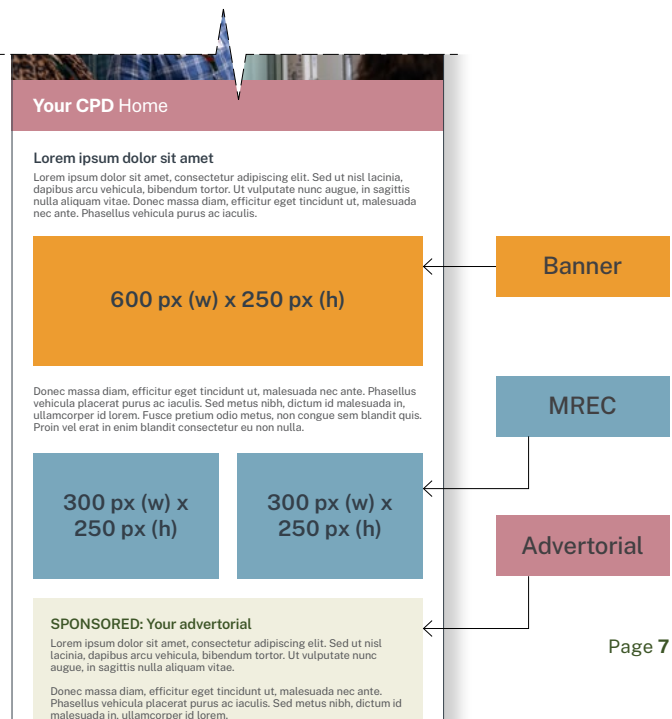 Your CPD Home
Lorem ipsum dolor sit amet
Lorem ipsum dolor sit amet, consectetur adipiscing elit. Sed ut nisl lacinia,
dapibus arcu vehicula, bibendum tortor. Ut vulputate nunc augue, in sagittis
nulla aliquam vitae. Donec massa diam, efficitur eget tincidunt ut, malesuada
nec ante. Phasellus vehicula purus ac iaculis.
600 px (w) x 250 px (h)
Banner
Donec massa diam, efficitur eget tincidunt ut, malesuada nec ante. Phasellus
vehicula placerat purus ac iaculis. Sed metus nibh, dictum id malesuada in,
ullamcorper id lorem. Fusce pretium odio metus, non congue sem blandit quis.
Proin vel erat in enim blandit consectetur eu non nulla.
MREC
300 px (w) x
250 px (h)
300 px (w) x
250 px (h)
Advertorial
SPONSORED: Your advertorial
Lorem ipsum dolor sit amet, consectetur adipiscing elit. Sed ut nisl
lacinia, dapibus arcu vehicula, bibendum tortor. Ut vulputate nunc
augue, in sagittis nulla aliquam vitae.
Donec massa diam, efficitur eget tincidunt ut, malesuada nec ante.
Phasellus vehicula placerat purus ac iaculis. Sed metus nibh, dictum id
malesuada in, ullamcorper id lorem.
Page 7